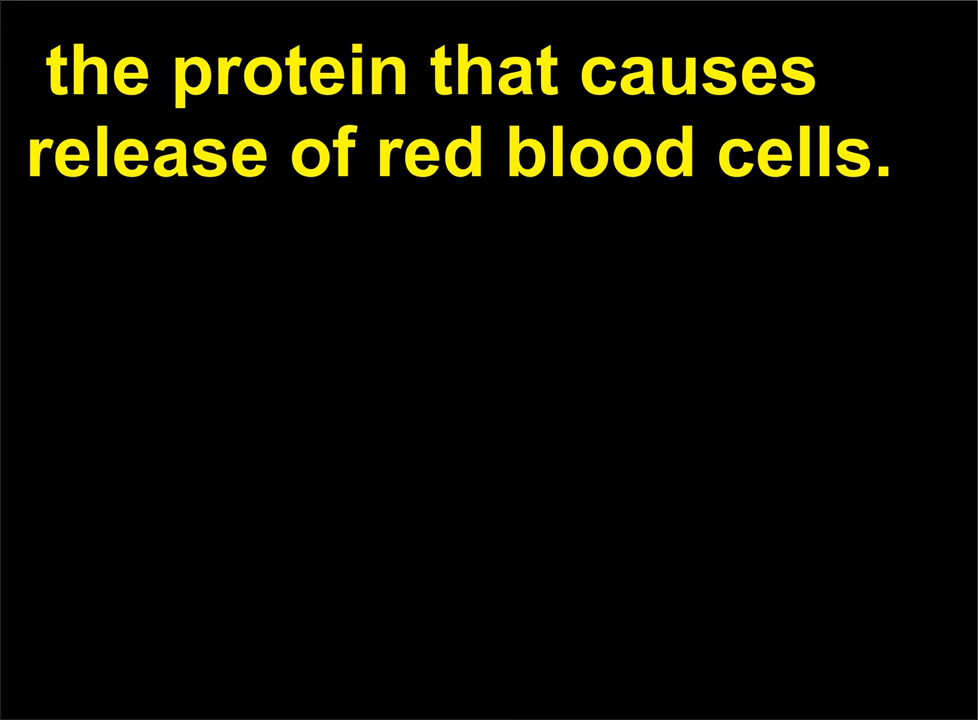 the protein that causes
release of red blood cells.